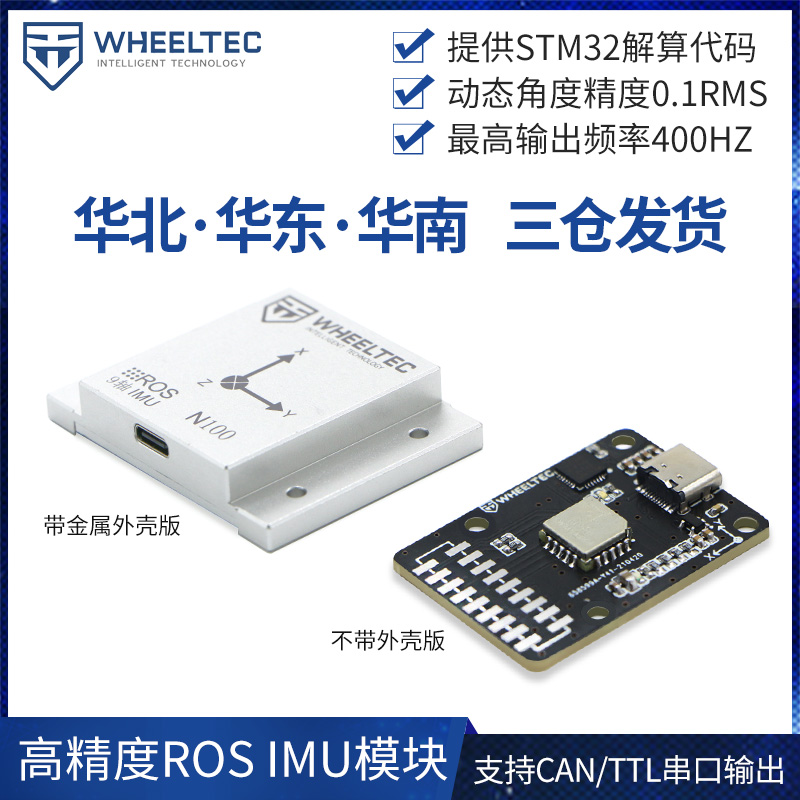 WHEELTEC
INTELLIGENT TECHNOLOGY
提供STM32解算代码
动态角度精度0.1RMS
最高输出频率400HZ
华北·华东·华南 三仓发货
WHEELTEC
INTELLIGENT TECHNOLOGY
X
Z
Y
ROS
9轴 IMU
N100
带金属外壳版
WHEELTEC
Y
X
不带外壳版
高精度ROS IMU模块
支持CAN/TTL串口输出